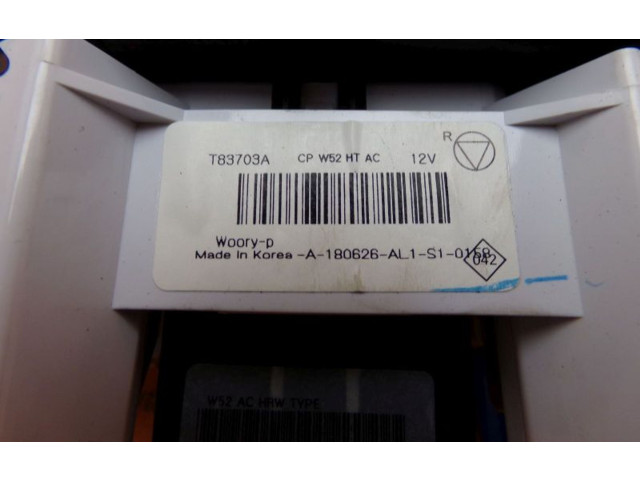 R
T83703A CP W52 HT AC 12V
Woory-p
Made In Korea -A-180626-AL1-S1-0158
042
W52 AC HRW TYPE